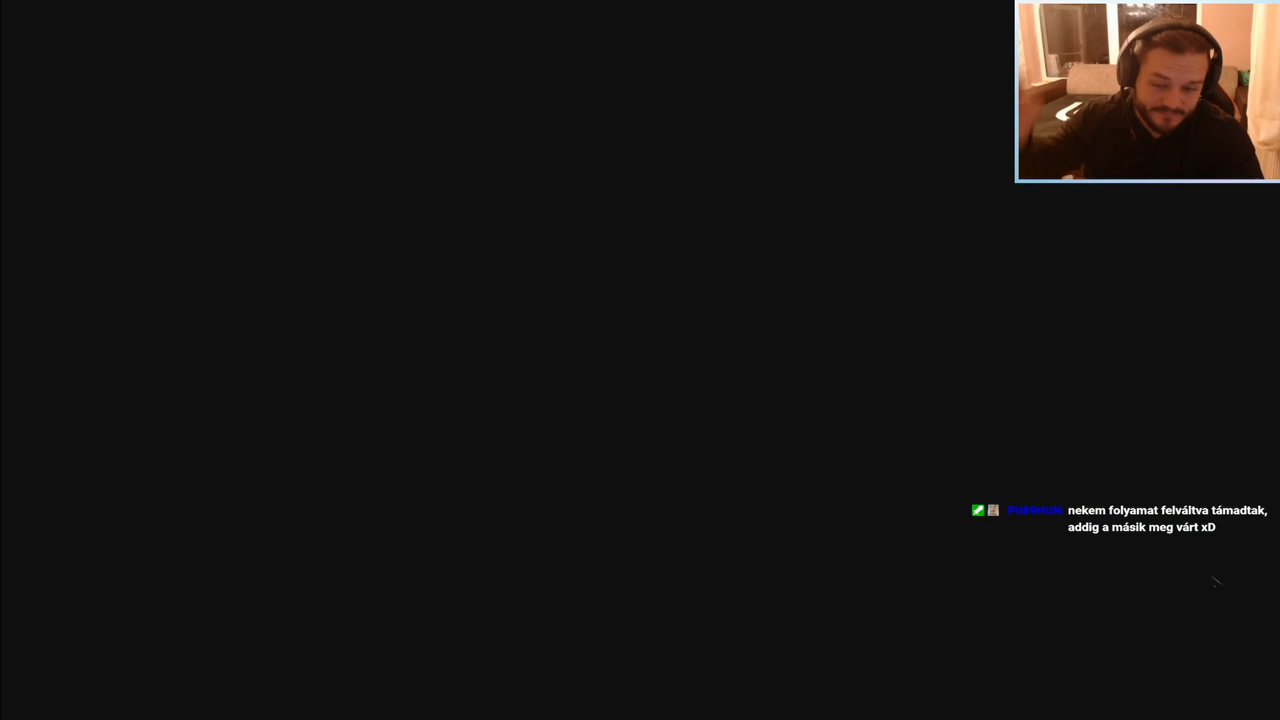 nekem folyamat felváltva támadtak,
addig a másik meg várt xD